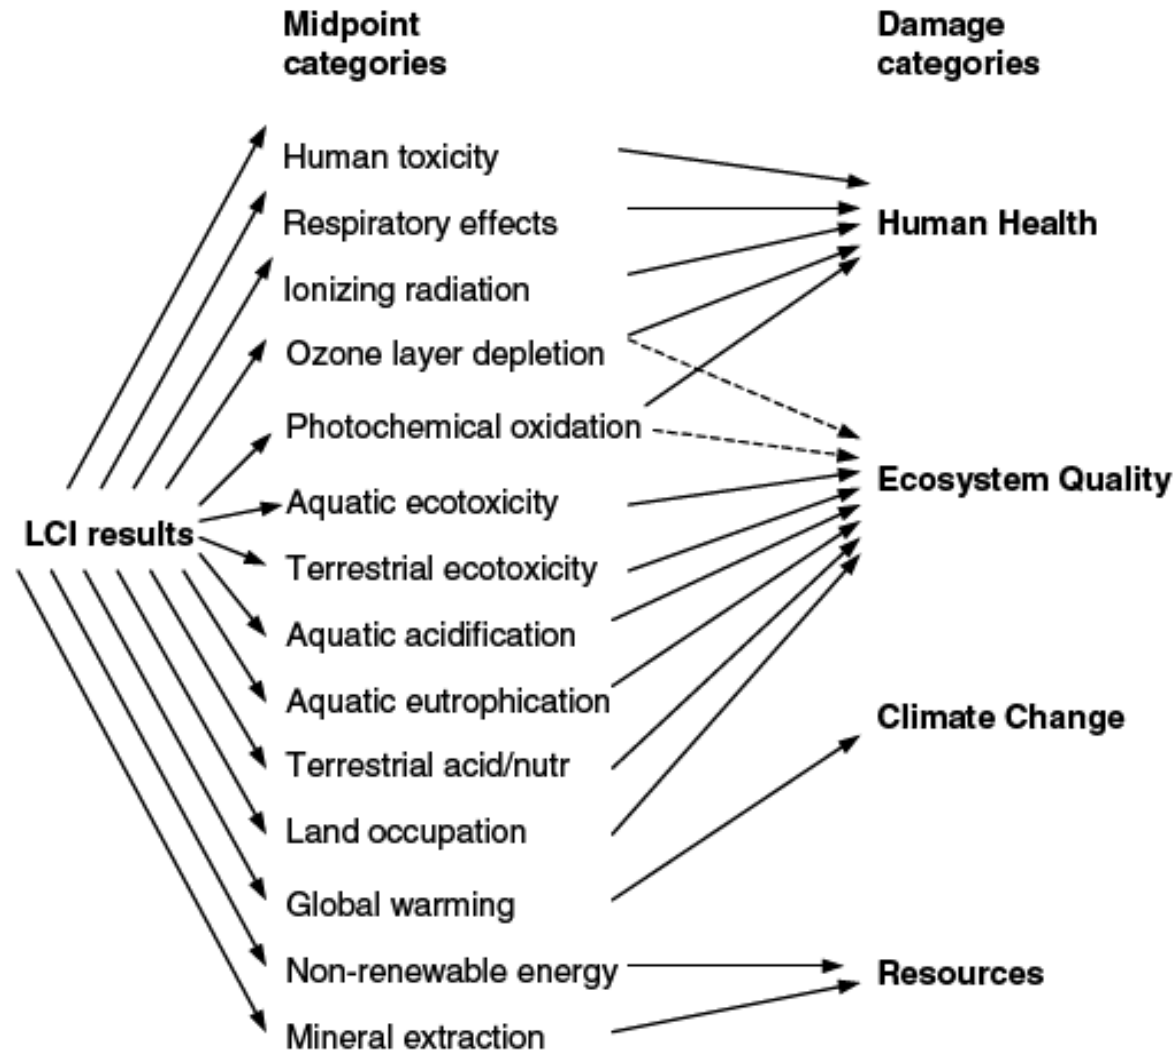 Midpoint
categories
Damage
categories
Human toxicity
Respiratory effects
Human Health
Ionizing radiation
Ozone layer depletion
Photochemical oxidation
Ecosystem Quality
Aquatic ecotoxicity
LCI results
Terrestrial ecotoxicity
Aquatic acidification
Aquatic eutrophication
Climate Change
Terrestrial acid/nutr
Land occupation
Global warming
Non-renewable energy
Resources
Mineral extraction